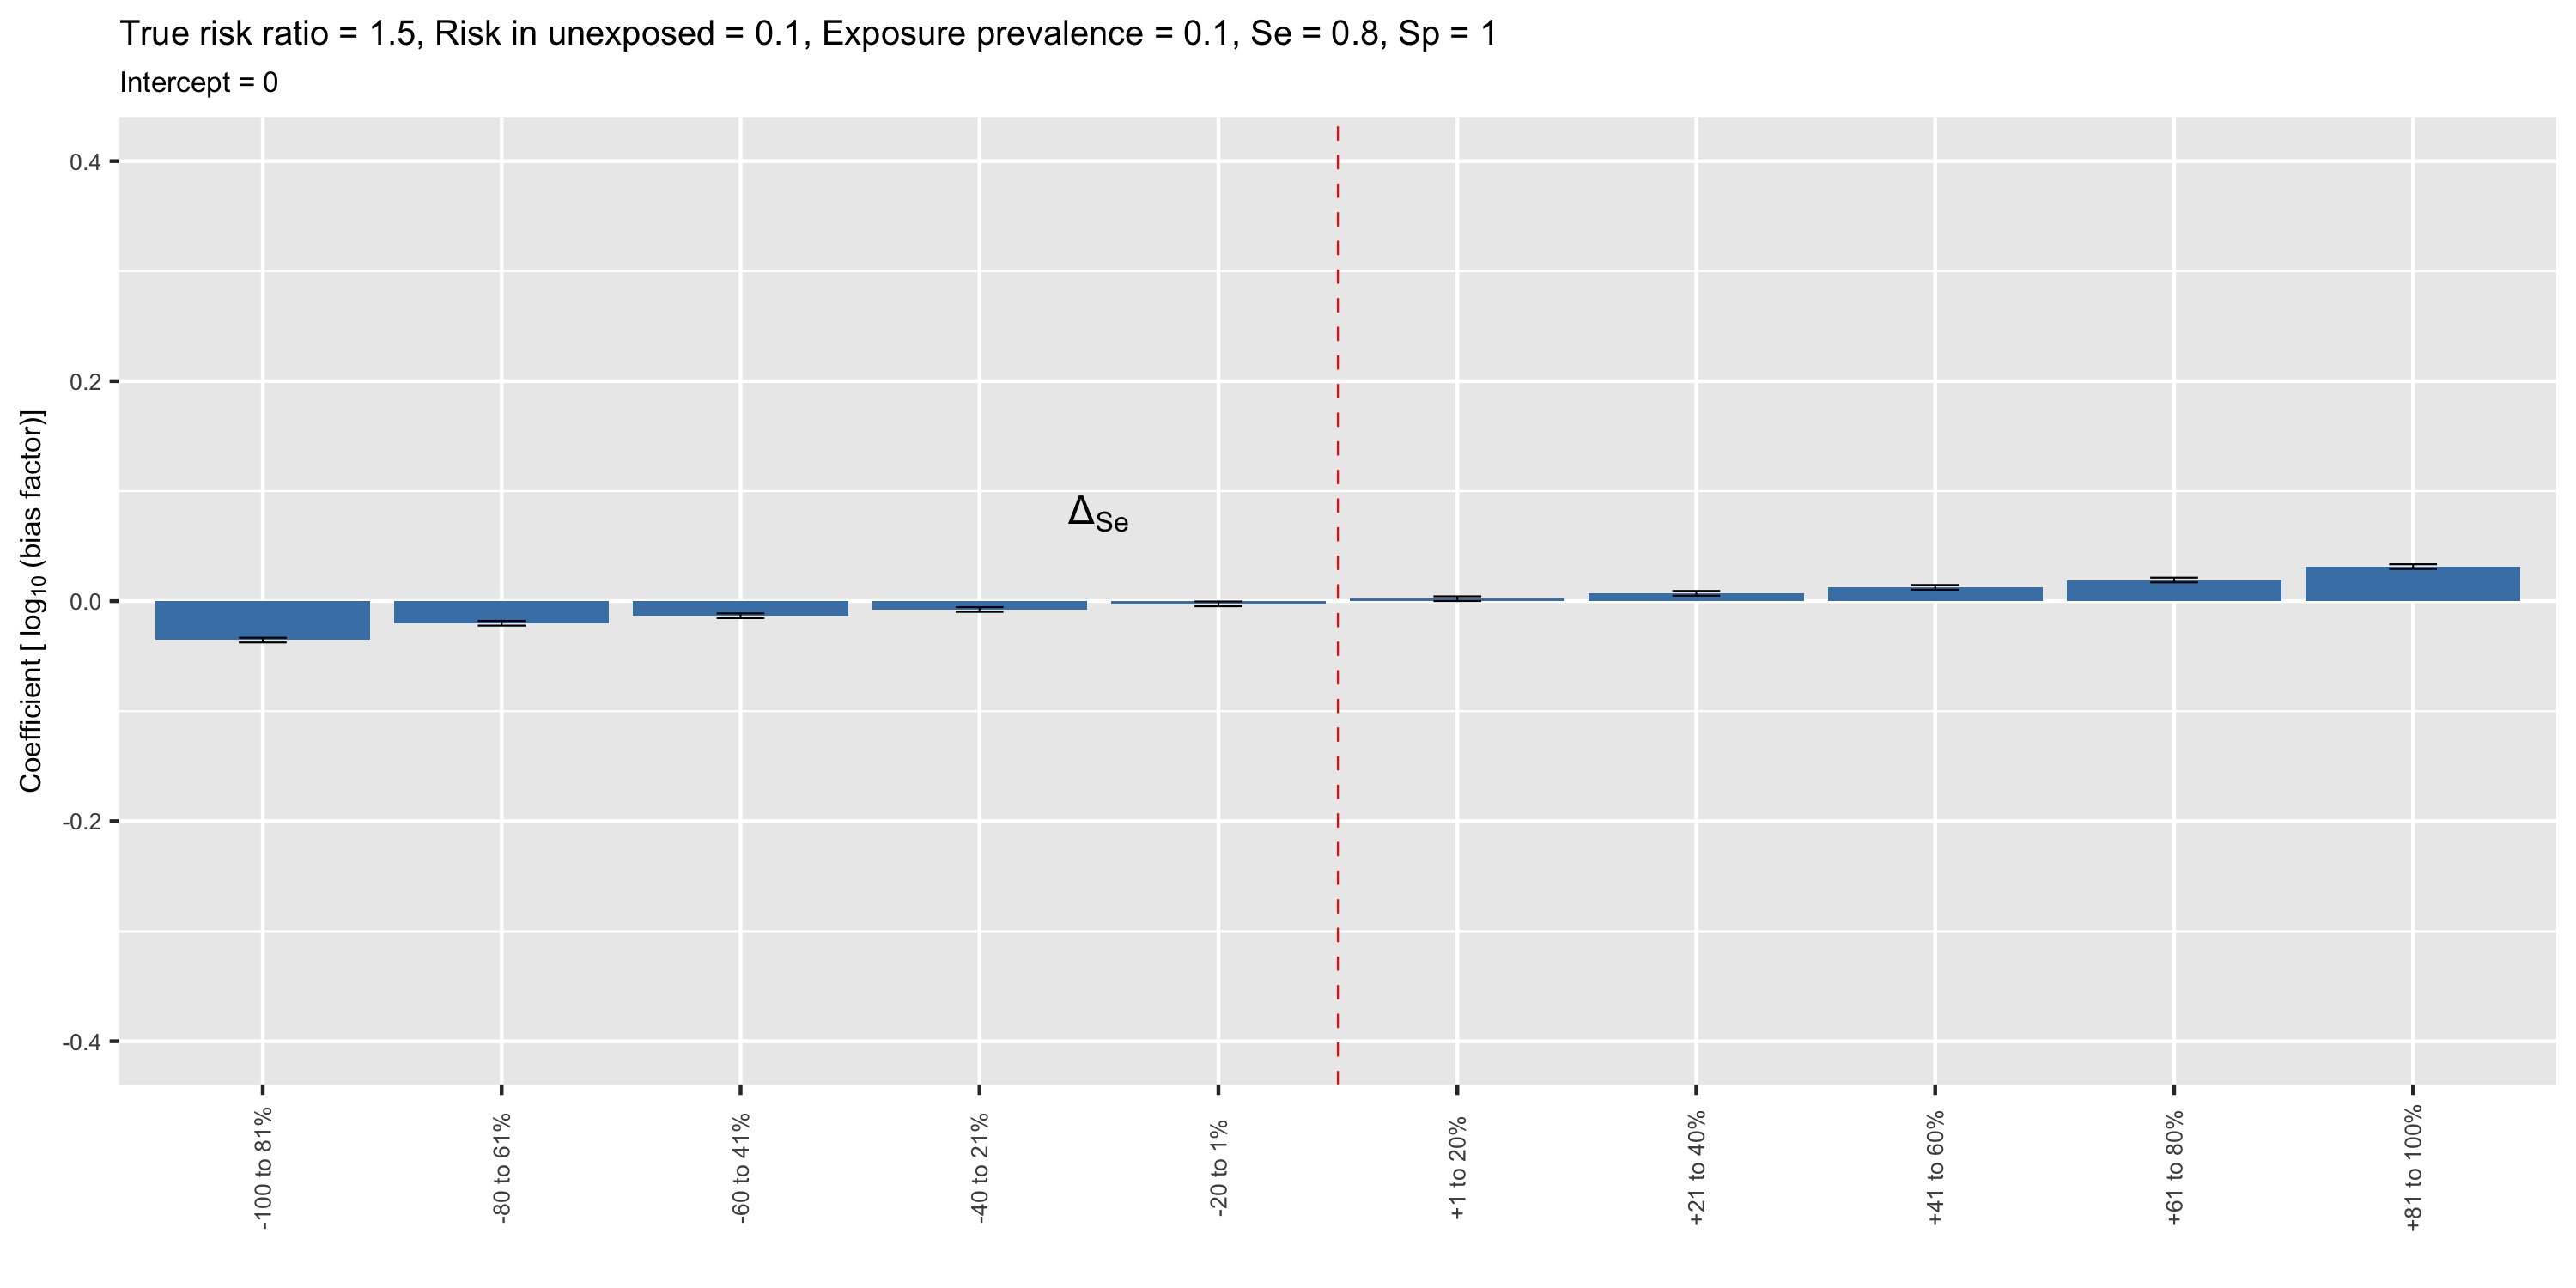 True risk ratio = 1.5, Risk in unexposed = 0.1, Exposure prevalence = 0.1, Se = 0.8, Sp = 1
Intercept = 0
Coefficient [ log₁₀ (bias factor)]
0.4
0.2
0.0
-0.2
-0.4
Δ_Se
-100 to 81%
-80 to 61%
-60 to 41%
-40 to 21%
-20 to 1%
+1 to 20%
+21 to 40%
+41 to 60%
+61 to 80%
+81 to 100%